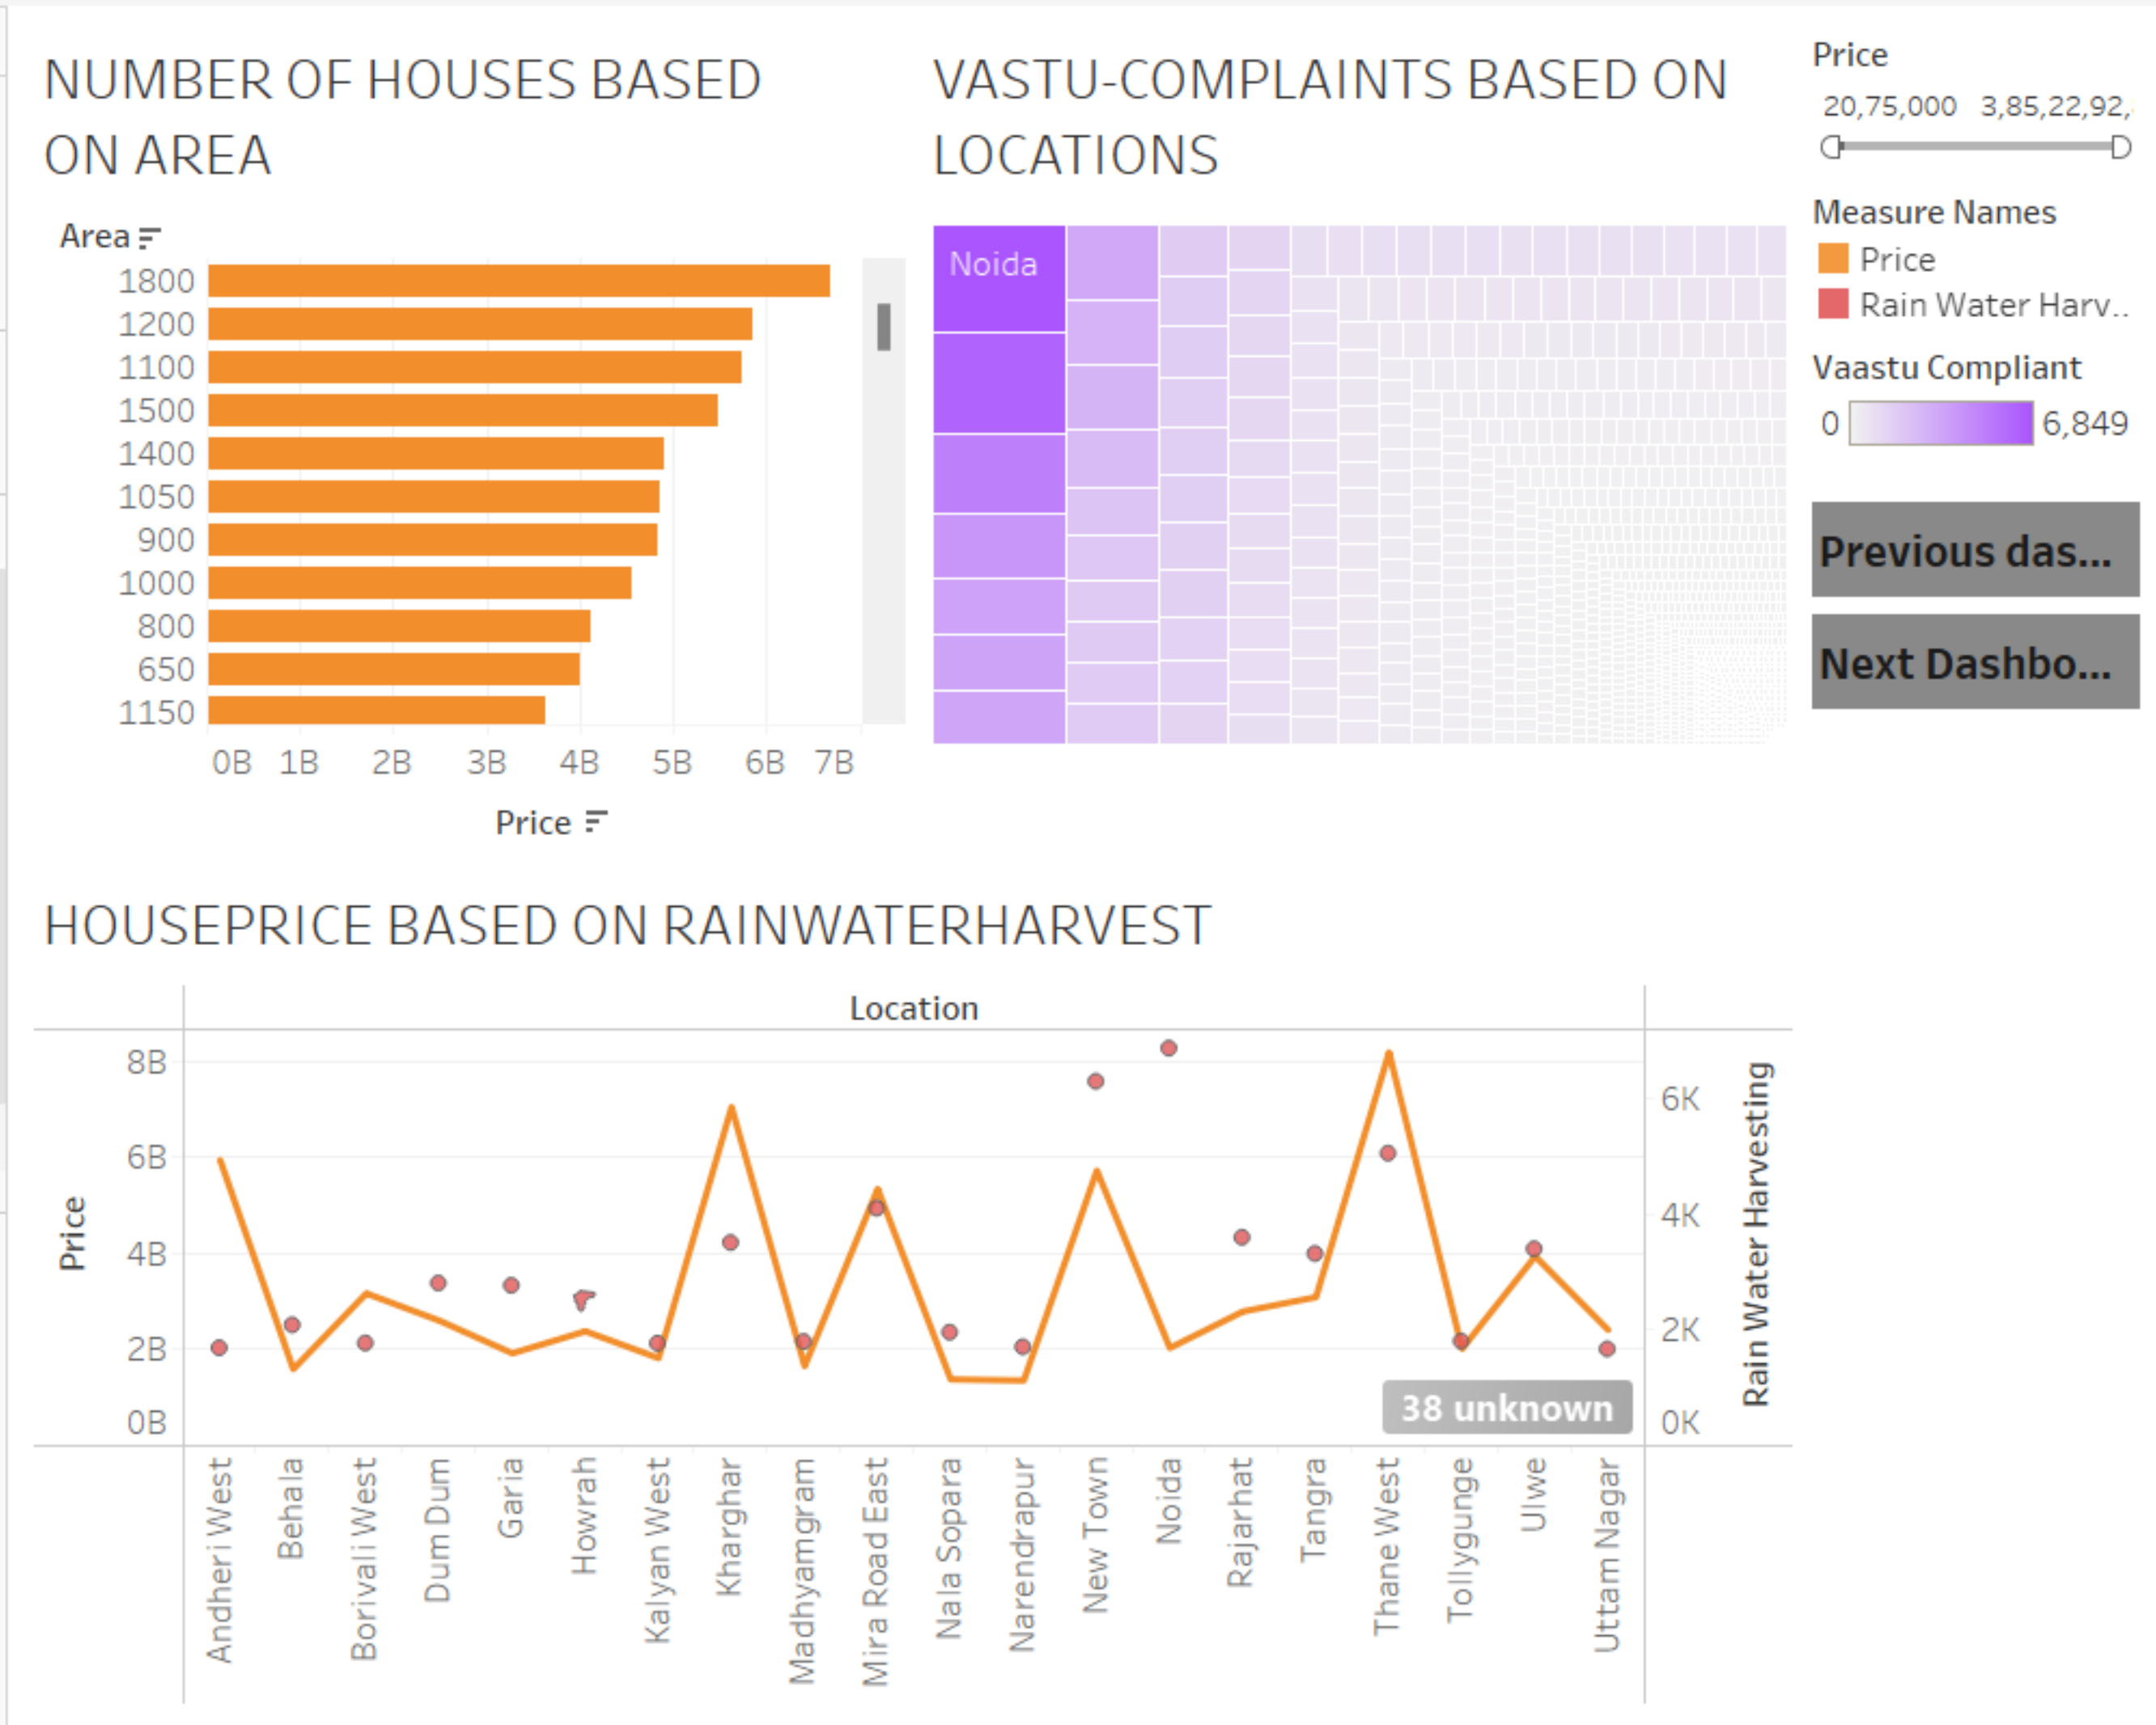 NUMBER OF HOUSES BASED
ON AREA
Area
1800
1200
1100
1500
1400
1050
900
1000
800
650
1150
0B 1B 2B 3B 4B 5B 6B 7B
Price
VASTU-COMPLAINTS BASED ON
LOCATIONS
Noida
Price
20,75,000 3,85,22,92,
Measure Names
Price
Rain Water Harv..
Vaastu Compliant
0 6,849
Previous das...
Next Dashbo...
HOUSEPRICE BASED ON RAINWATERHARVEST
Location
Price
8B
6B
4B
2B
0B
6K
4K
2K
0K
Rain Water Harvesting
38 unknown
Andheri West
Behala
Borivali West
Dum Dum
Garia
Howrah
Kalyan West
Kharghar
Madhyamgram
Mira Road East
Nala Sopara
Narendrapur
New Town
Noida
Rajarhat
Tangra
Thane West
Tollygunge
Ulwe
Uttam Nagar